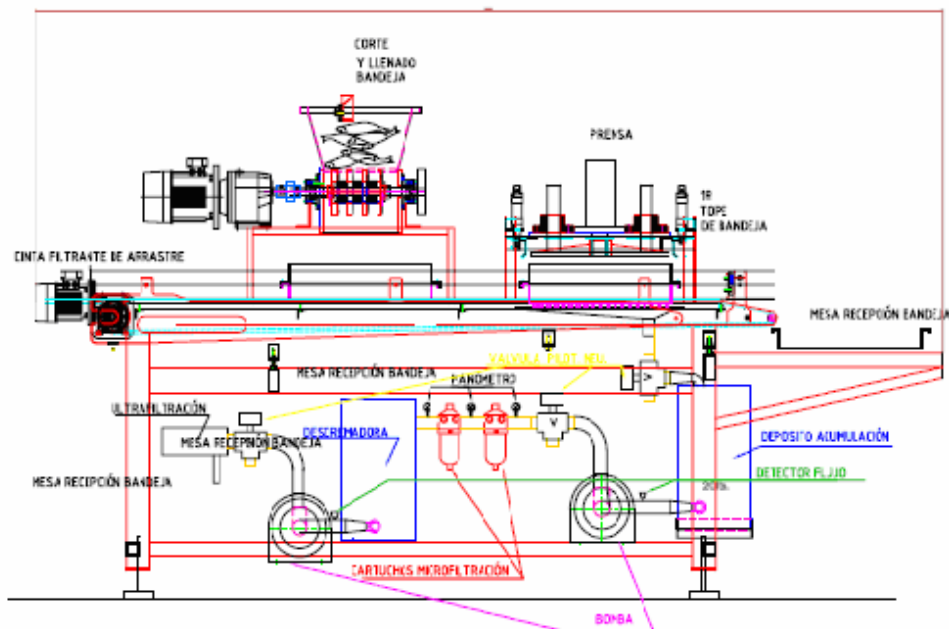 CORTE
Y LLENADO
BANDEJA
PRENSA
TOPE
DE BANDEJA
CINTA FILTRANTE DE ARRASTRE
MESA RECEPCIÓN BANDEJA
VALVULA PILOT. NEU.
MESA RECEPCIÓN BANDEJA
MANOMETRO
ULTRAFILTRACIÓN
MESA RECEPCIÓN BANDEJA
DESCREMADORA
DEPOSITO ACUMULACIÓN
MESA RECEPCIÓN BANDEJA
DETECTOR FLUJO
CARTUCHOS MICROFILTRACIÓN
BOMBA